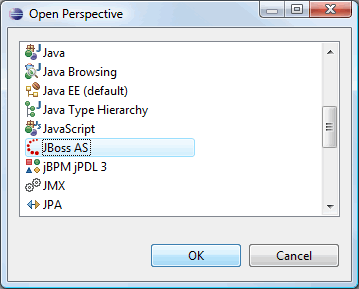 Open Perspective
Java
Java Browsing
Java EE (default)
Java Type Hierarchy
JavaScript
JBoss AS
jBPM jPDL 3
JMX
JPA
OK
Cancel